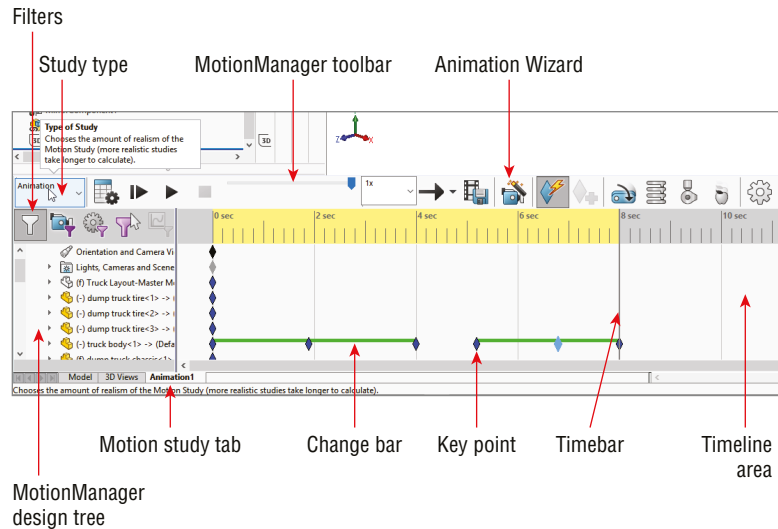 Filters
Study type
MotionManager toolbar
Animation Wizard
Type of Study
Chooses the amount of realism of the
Motion Study (more realistic studies
take longer to calculate).
3D
Z
X
Animation
1x
0 sec
2 sec
4 sec
6 sec
8 sec
10 sec
Orientation and Camera Vi
Lights, Cameras and Scene
(f) Truck Layout-Master M
(-) dump truck tire<1> -> (
(-) dump truck tire<2> -> (
(-) dump truck tire<3> -> (
(-) truck body<1> -> (Defa
(f) dump truck chassis<1>
Model
3D Views
Animation1
Chooses the amount of realism of the Motion Study (more realistic studies take longer to calculate).
Motion study tab
Change bar
Key point
Timebar
Timeline
area
MotionManager
design tree